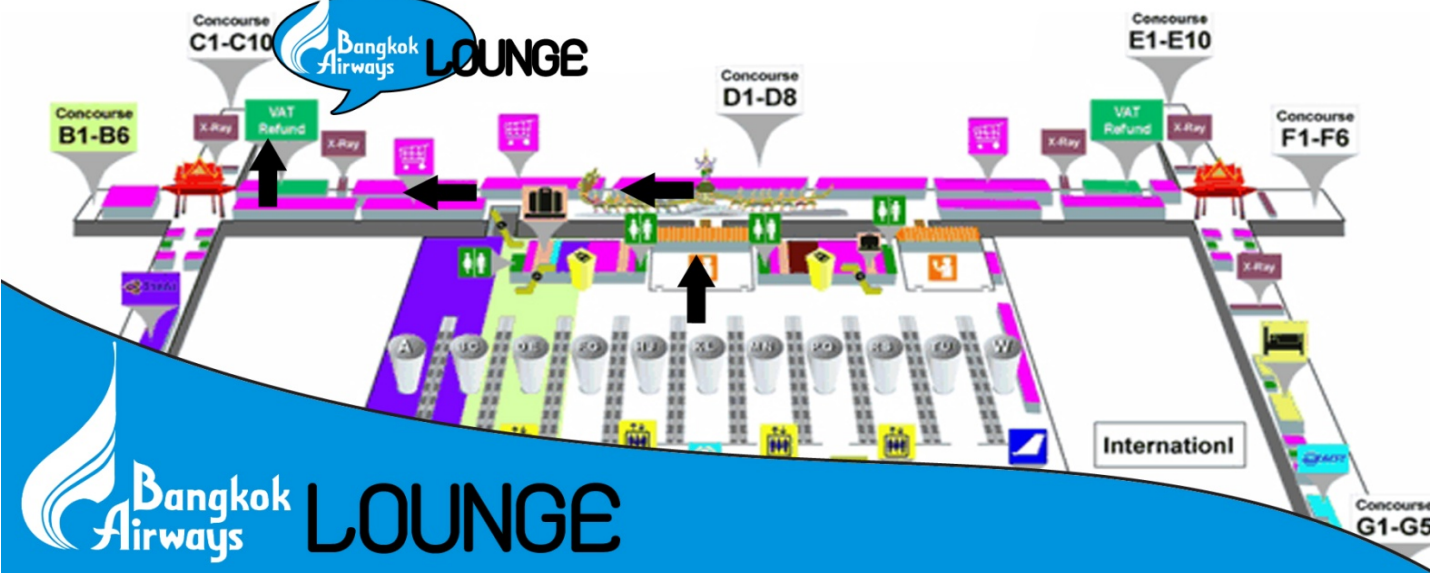 Concourse
C1-C10
Bangkok
Airways
LOUNGE
Concourse
E1-E10
Concourse
D1-D8
Concourse
B1-B6
VAT
Refund
X-Ray
X-Ray
X-Ray
VAT
Refund
X-Ray
Concourse
F1-F6
X-Ray
A
W
Internationl
Concourse
G1-G5
Bangkok
Airways
LOUNGE